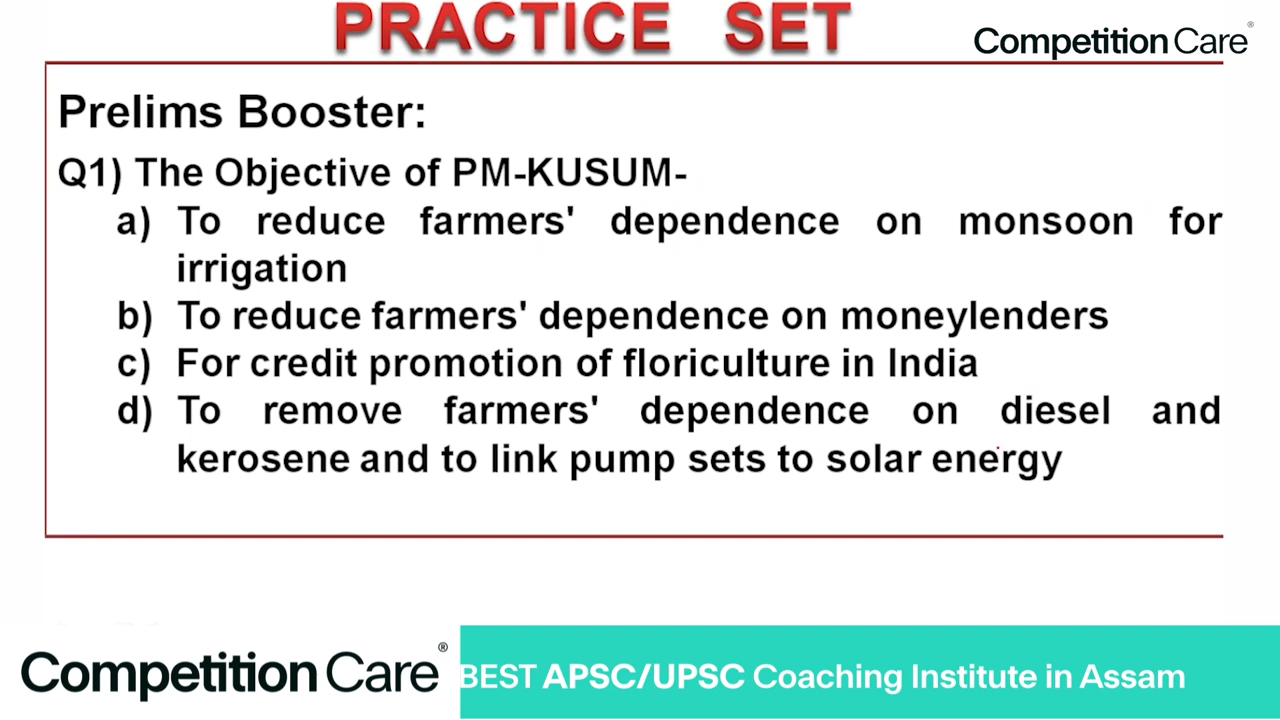 PRACTICE SET
Competition Care®
Prelims Booster:
Q1) The Objective of PM-KUSUM-
a) To reduce farmers' dependence on monsoon for
irrigation
b) To reduce farmers' dependence on moneylenders
c) For credit promotion of floriculture in India
d) To remove farmers' dependence on diesel and
kerosene and to link pump sets to solar energy
Competition Care®
BEST APSC/UPSC Coaching Institute in Assam